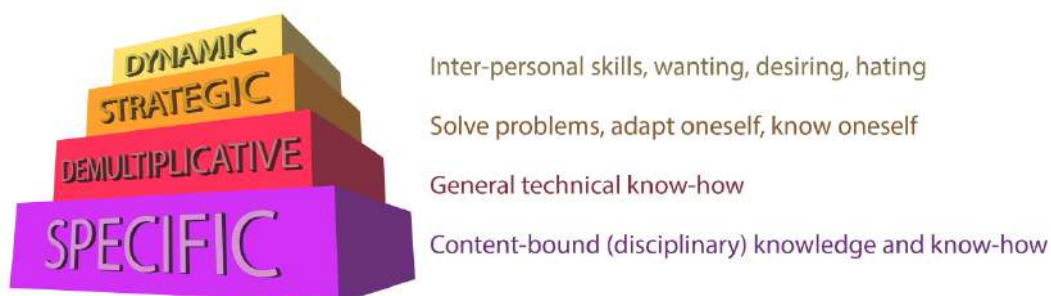 DYNAMIC
Inter-personal skills, wanting, desiring, hating
STRATEGIC
Solve problems, adapt oneself, know oneself
DEMULTIPLICATIVE
General technical know-how
SPECIFIC
Content-bound (disciplinary) knowledge and know-how